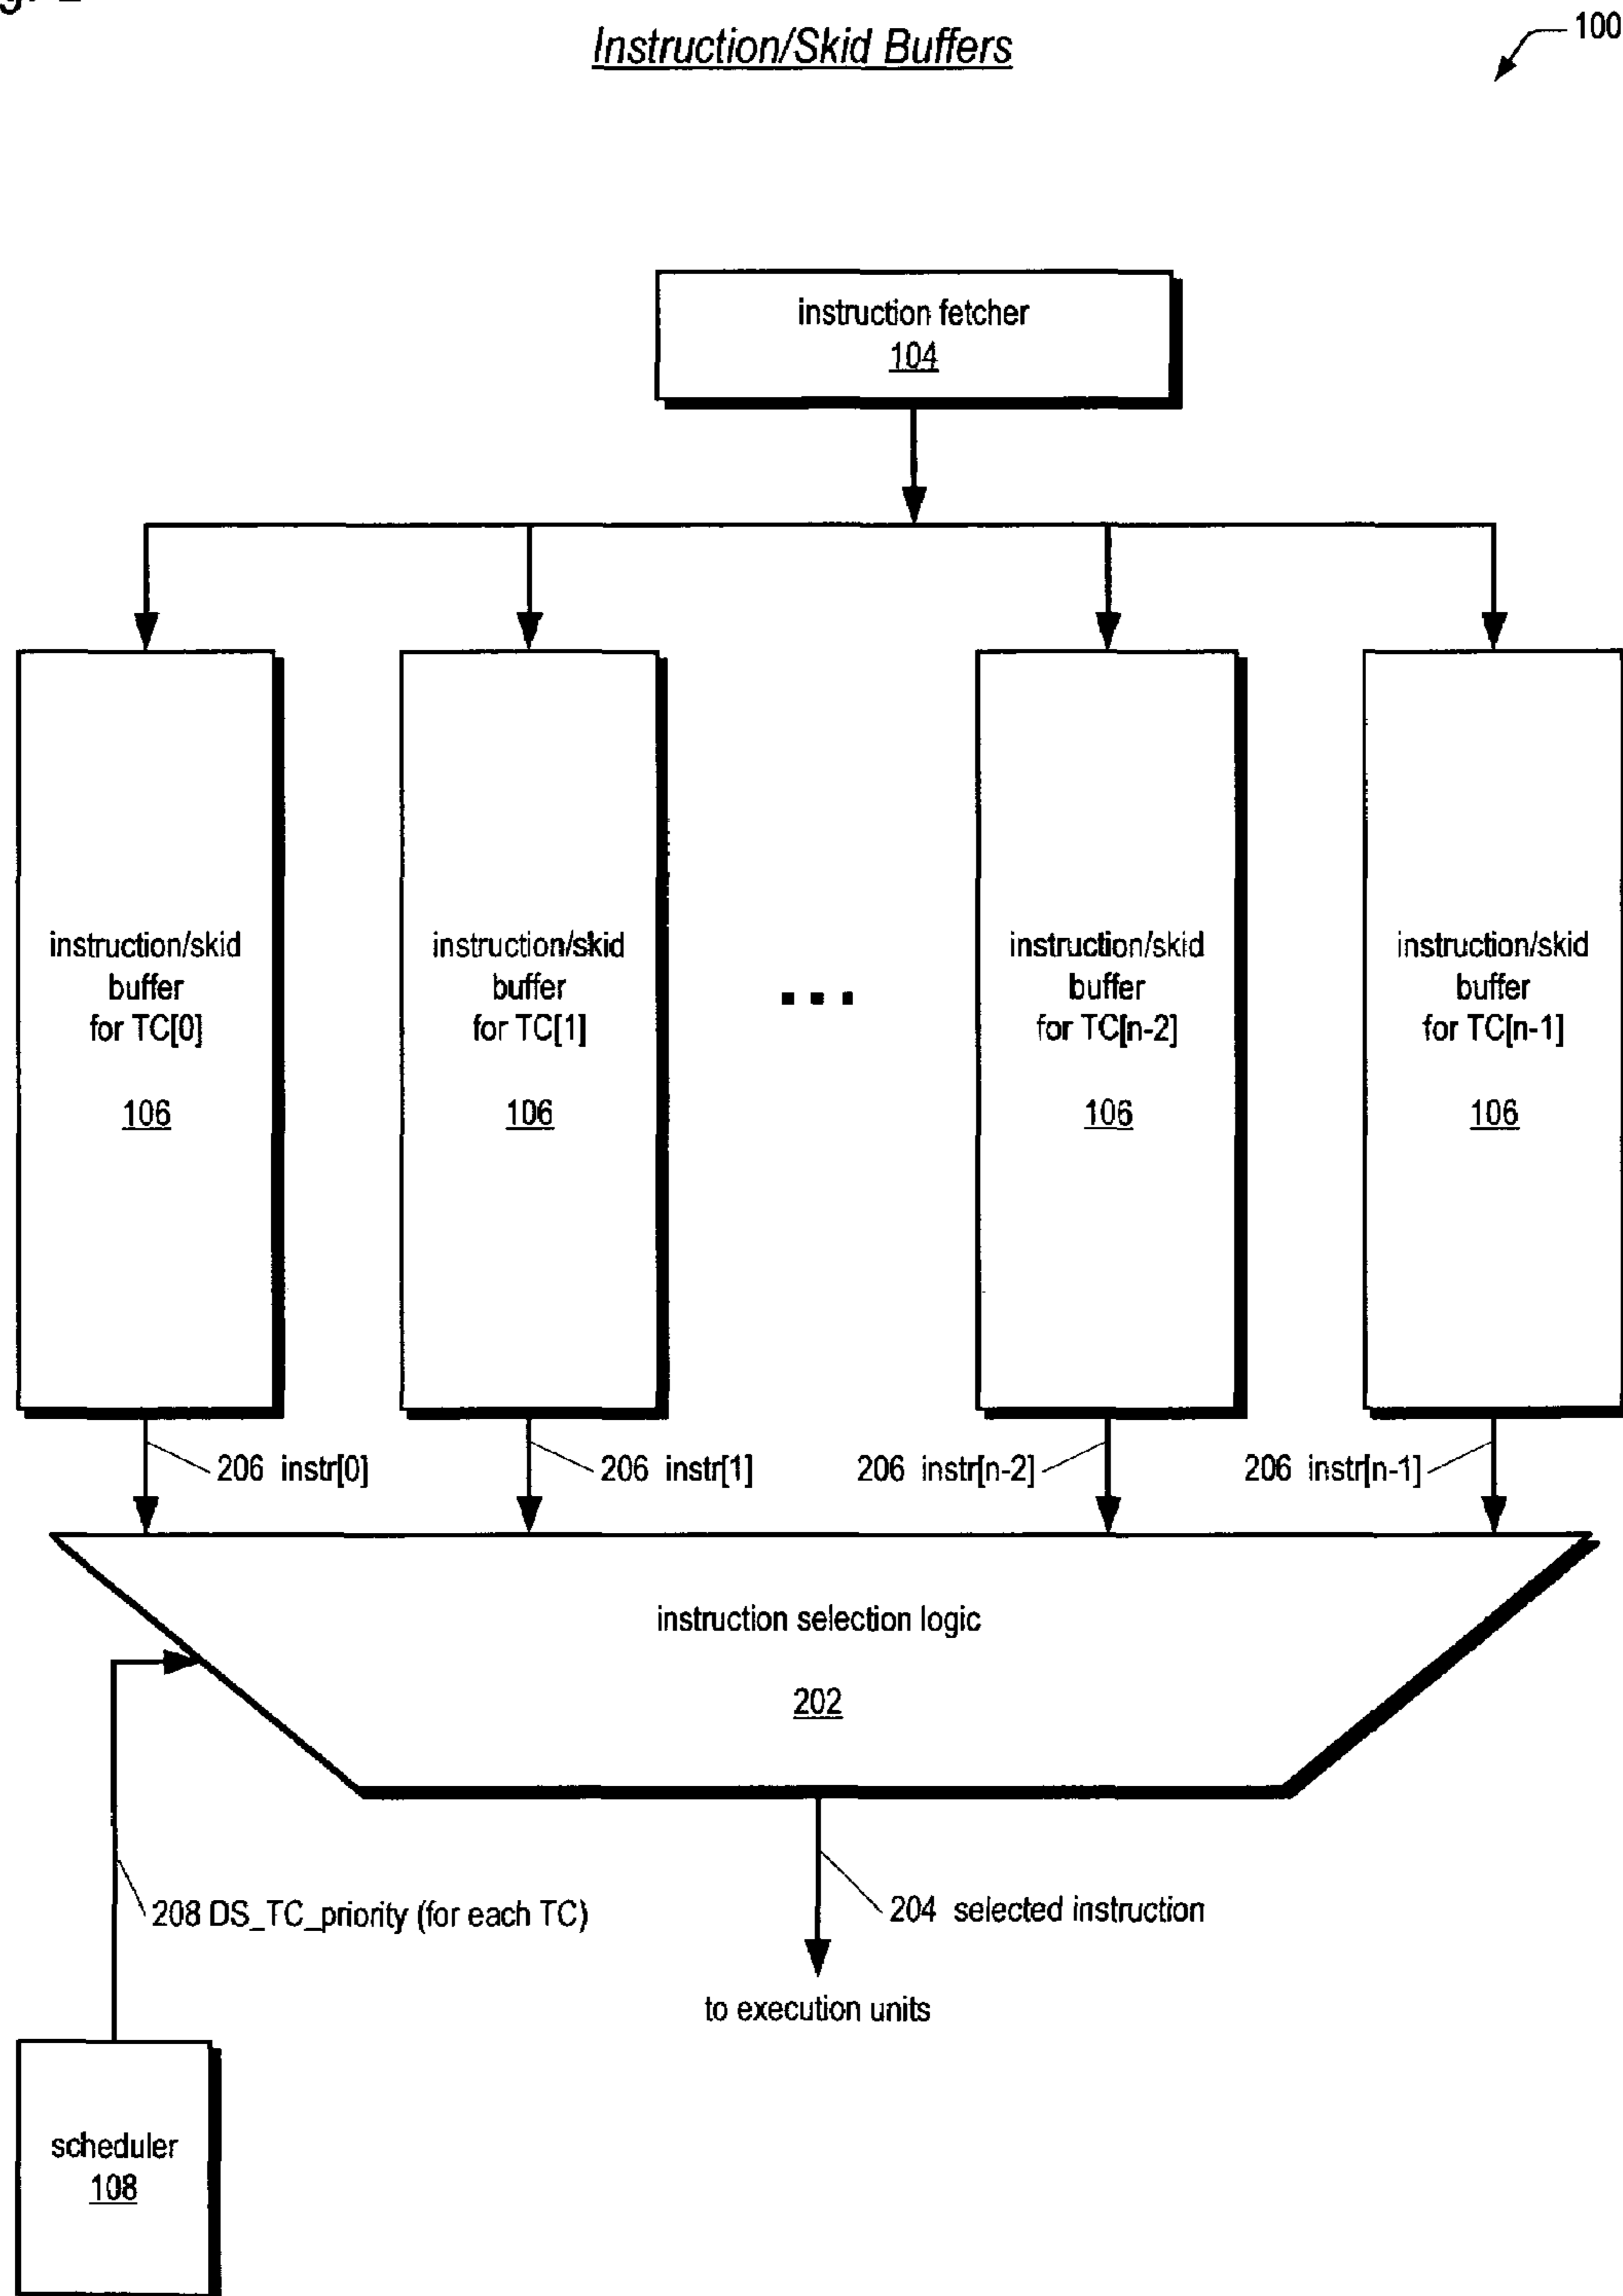 Instruction/Skid Buffers
100
instruction fetcher
104
instruction/skid
buffer
for TC[0]
106
instruction/skid
buffer
for TC[1]
106
...
instruction/skid
buffer
for TC[n-2]
106
instruction/skid
buffer
for TC[n-1]
106
206 instr[0]
206 instr[1]
206 instr[n-2]
206 instr[n-1]
instruction selection logic
202
208 DS_TC_priority (for each TC)
204 selected instruction
to execution units
scheduler
108